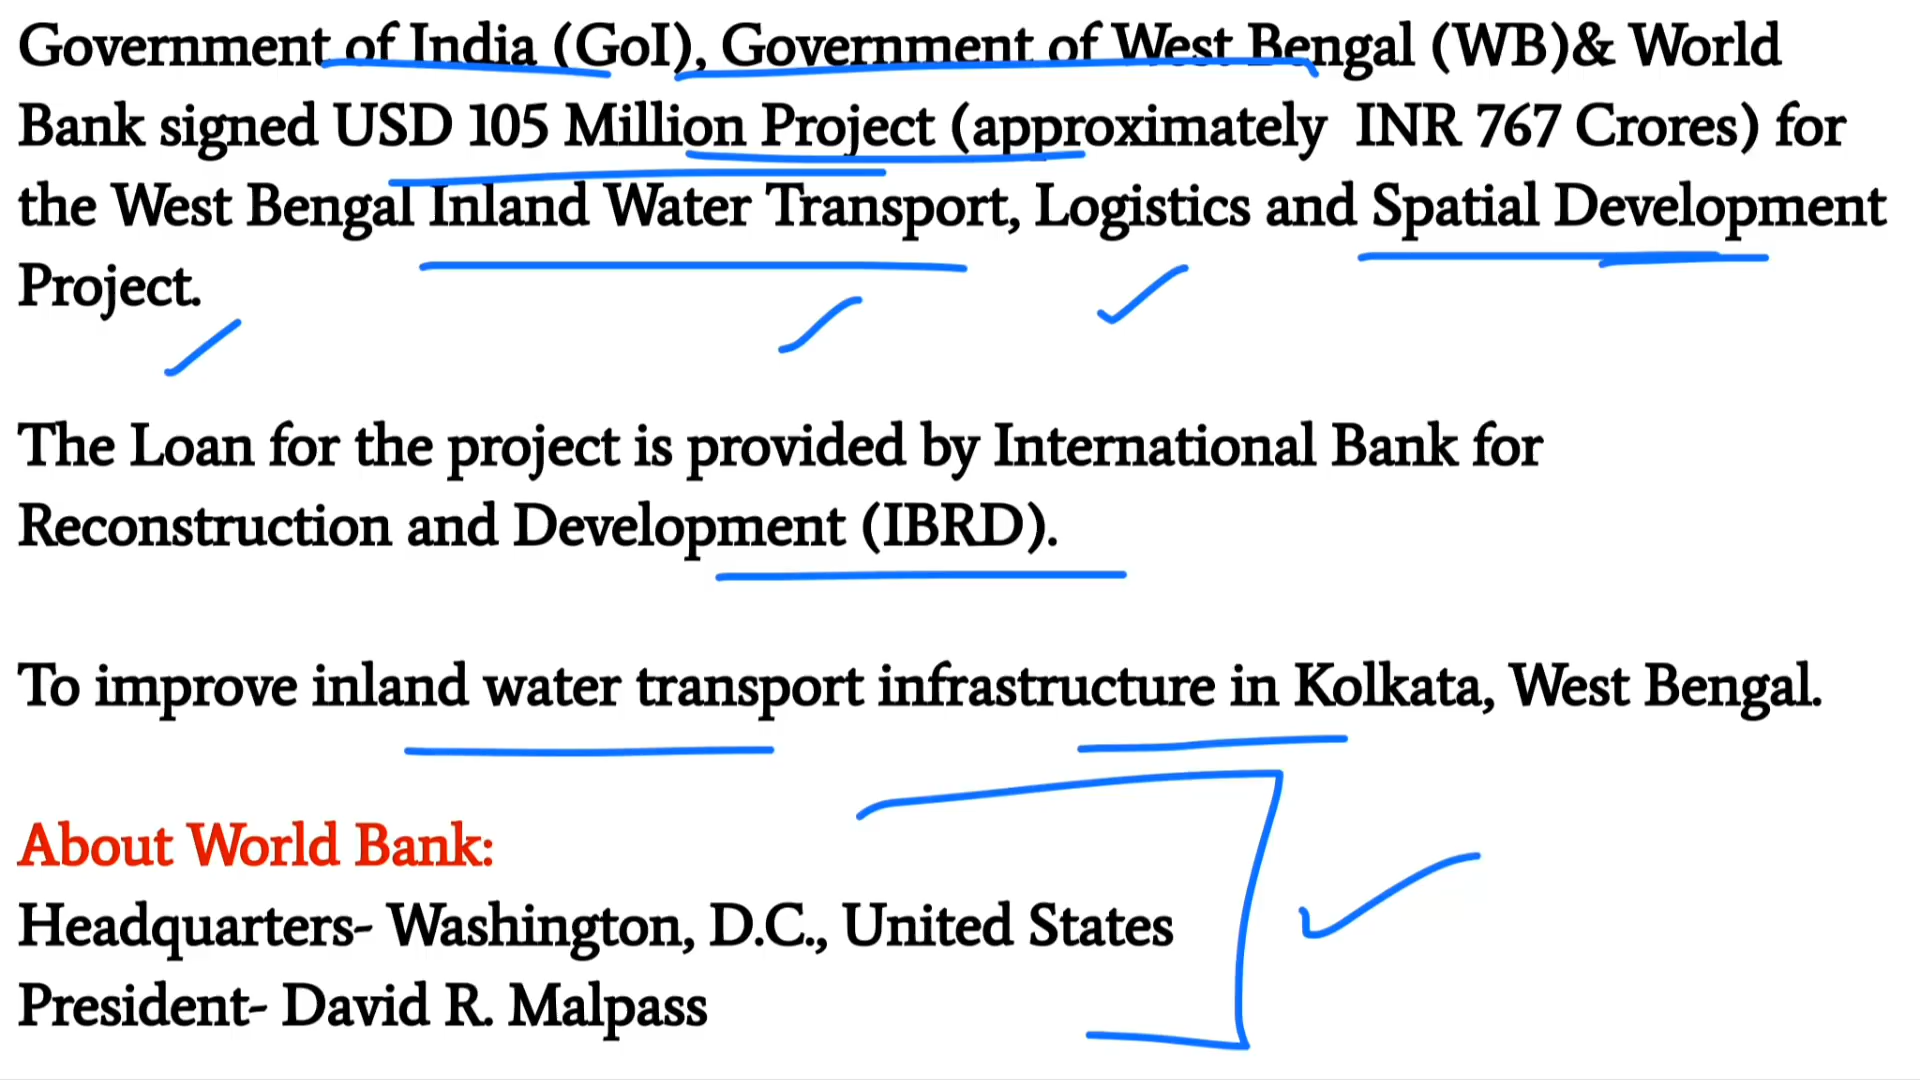 Government of India (GoI), Government of West Bengal (WB)& World
Bank signed USD 105 Million Project (approximately INR 767 Crores) for
the West Bengal Inland Water Transport, Logistics and Spatial Development
Project.
The Loan for the project is provided by International Bank for
Reconstruction and Development (IBRD).
To improve inland water transport infrastructure in Kolkata, West Bengal.
About World Bank:
Headquarters- Washington, D.C., United States
President- David R. Malpass